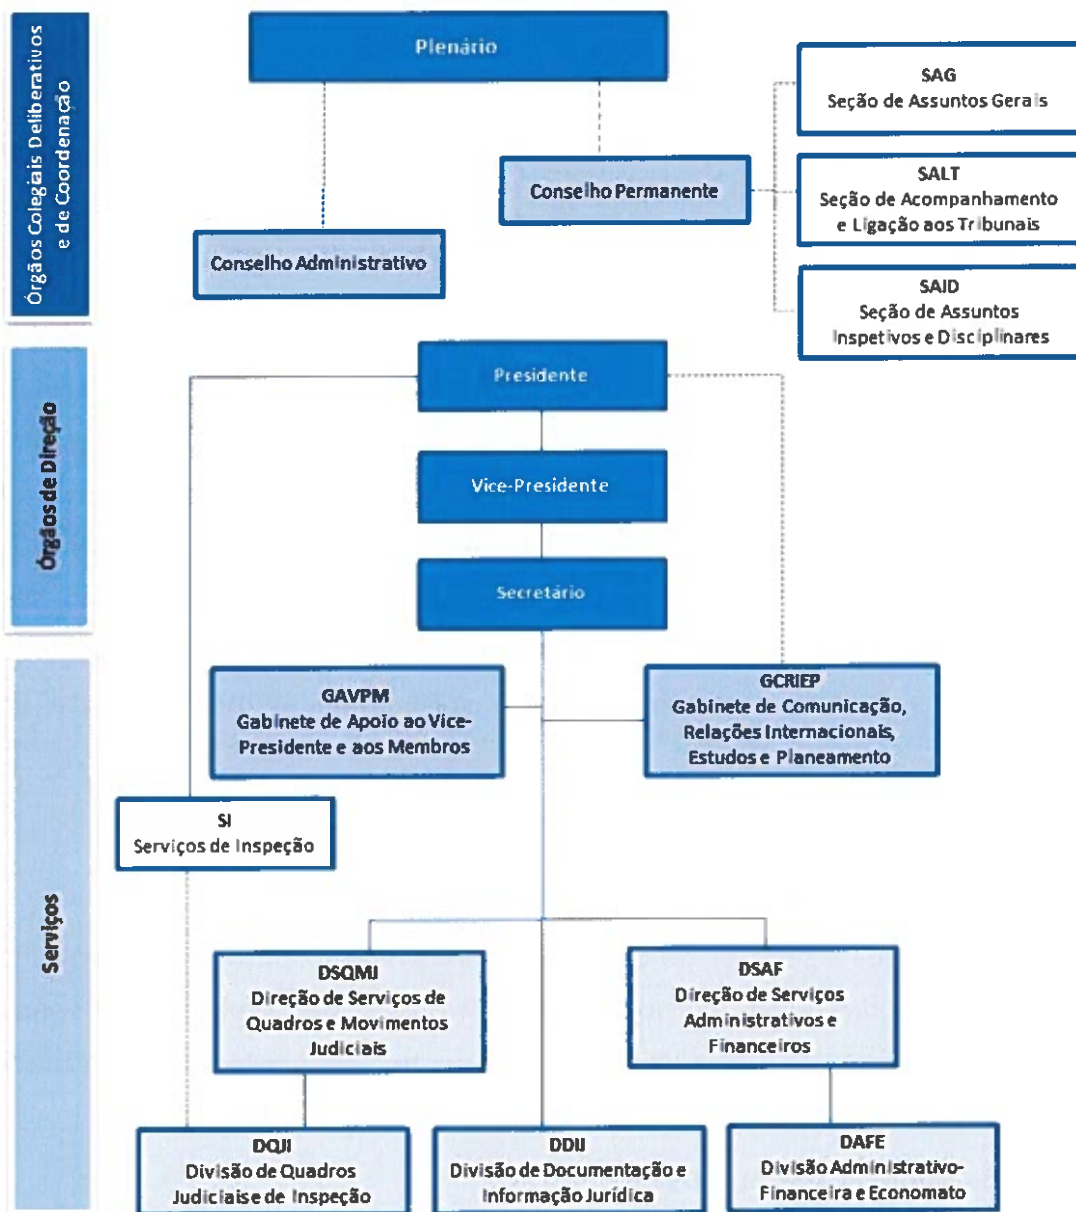 Órgãos Colegiais Deliberativos
e de Coordenação
Plenário
SAG
Seção de Assuntos Gerais
Conselho Permanente
SALT
Seção de Acompanhamento
e Ligação aos Tribunais
Conselho Administrativo
SAID
Seção de Assuntos
Inspetivos e Disciplinares
Órgãos de Direção
Presidente
Vice-Presidente
Secretário
Serviços
GAVPM
Gabinete de Apoio ao Vice-
Presidente e aos Membros
GCRIEP
Gabinete de Comunicação,
Relações Internacionais,
Estudos e Planeamento
SI
Serviços de Inspeção
DSQMJ
Direção de Serviços de
Quadros e Movimentos
Judiciais
DSAF
Direção de Serviços
Administrativos e
Financeiros
DQJI
Divisão de Quadros
Judiciais e de Inspeção
DDIJ
Divisão de Documentação e
Informação Jurídica
DAFE
Divisão Administrativo-
Financeira e Economato